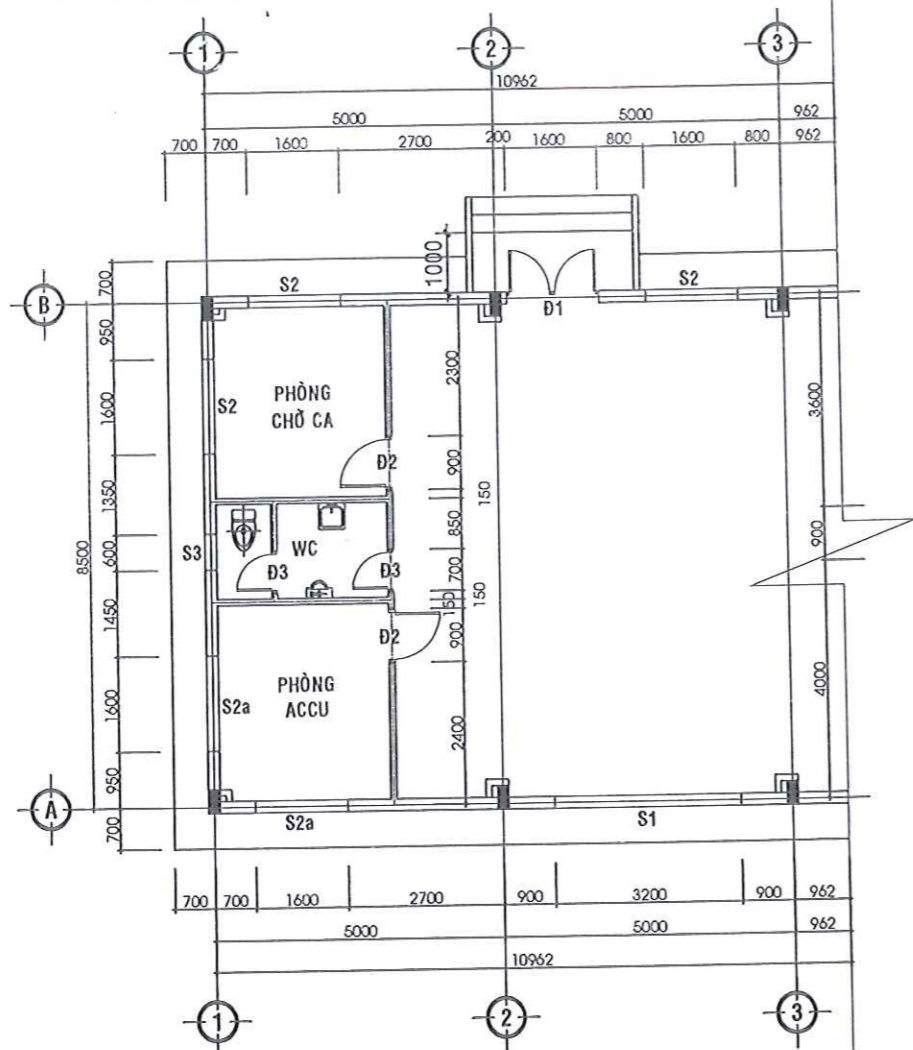 1 2 3
10962
5000 5000 962
700 700 1600 2700 200 1600 800 1600 800 962
1000
S2 S2
B
Đ1
700
950
1600
1350
600
1450
1600
950
700
8500
S2
PHÒNG
CHỜ CA
Đ2
2300
900
850
700
150
900
2400
150
150
3600
900
4000
S3
WC
Đ3 Đ3
Đ2
PHÒNG
ACCU
S2a
A
S2a S1
700 700 1600 2700 900 3200 900 962
5000 5000 962
10962
1 2 3